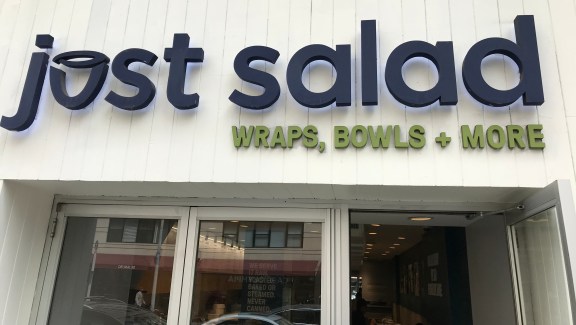 just salad
WRAPS, BOWLS + MORE